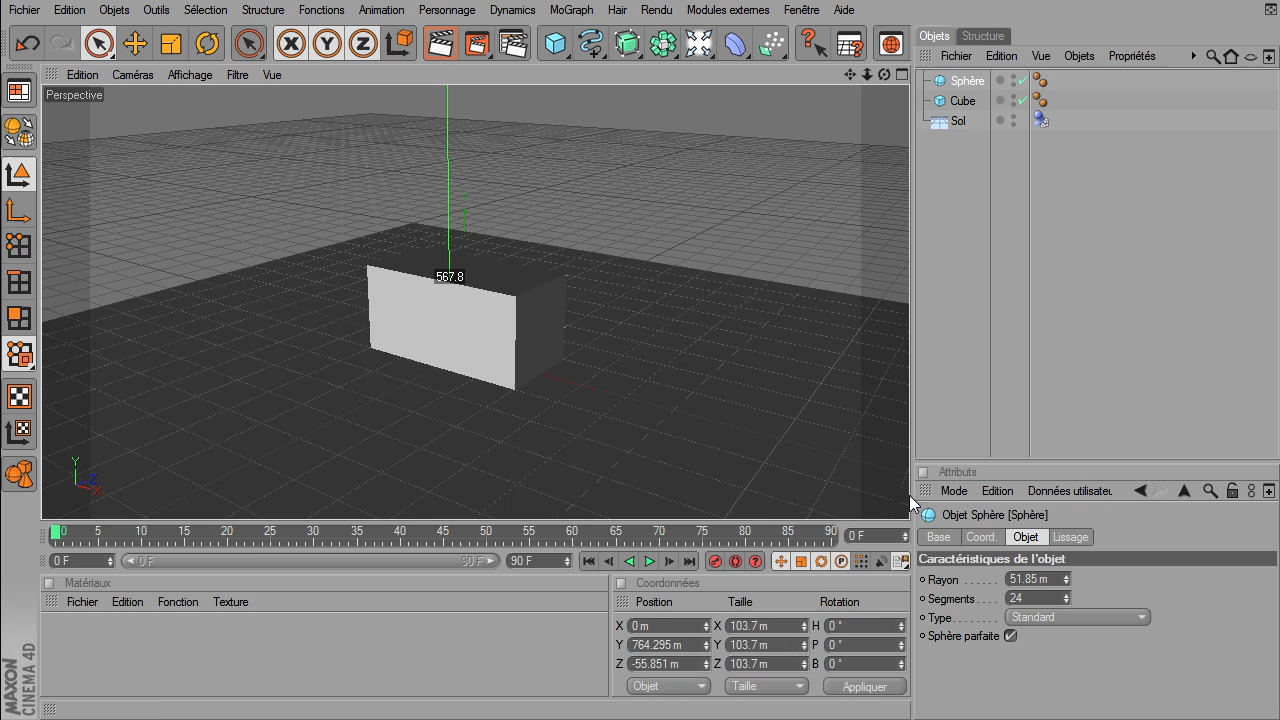 Fichier Edition Objets Outils Sélection Structure Fonctions Animation Personnage Dynamics MoGraph Hair Rendu Modules externes Fenêtre Aide
X Y Z
Edition Caméras Affichage Filtre Vue
Perspective
567.8
Y
Z
X
0 5 10 15 20 25 30 35 40 45 50 55 60 65 70 75 80 85 90
0 F
0 F 0 F 90 F 90 F
P
Matériaux
Fichier Edition Fonction Texture
Coordonnées
Position Taille Rotation
X 0 m X 103.7 m H 0 °
Y 764.295 m Y 103.7 m P 0 °
Z -55.851 m Z 103.7 m B 0 °
Objet Taille Appliquer
MAXON
CINEMA 4D
Objets Structure
Fichier Edition Vue Objets Propriétés
Sphère
Cube
Sol
Attributs
Mode Edition Données utilisateu
Objet Sphère [Sphère]
Base Coord. Objet Lissage
Caractéristiques de l'objet
Rayon . . . . . . 51.85 m
Segments . . . . 24
Type . . . . . . . . Standard
Sphère parfaite